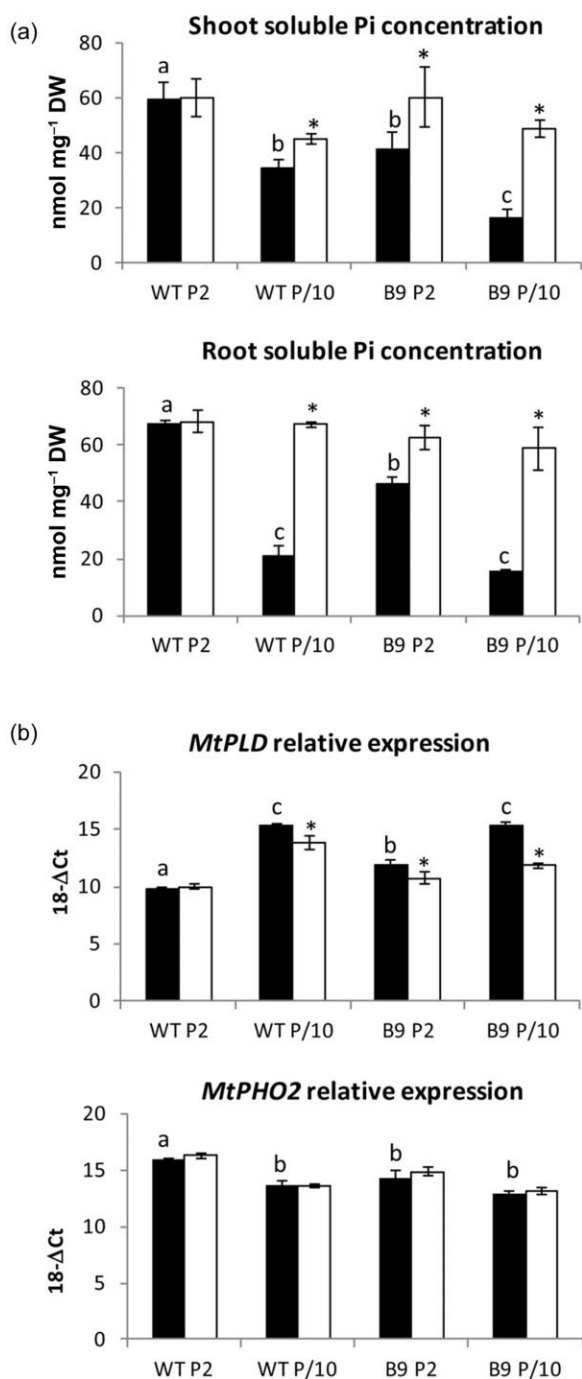 (a)
Shoot soluble Pi concentration
nmol mg⁻¹ DW
80
60
40
20
0
a
b
*
b
*
c
*
WT P2 WT P/10 B9 P2 B9 P/10
Root soluble Pi concentration
nmol mg⁻¹ DW
80
60
40
20
0
a
c
*
b
*
c
*
WT P2 WT P/10 B9 P2 B9 P/10
(b)
MtPLD relative expression
18-ΔCt
20
15
10
5
0
a
c
*
b
*
c
*
WT P2 WT P/10 B9 P2 B9 P/10
MtPHO2 relative expression
18-ΔCt
20
15
10
5
0
a
b
b
b
WT P2 WT P/10 B9 P2 B9 P/10